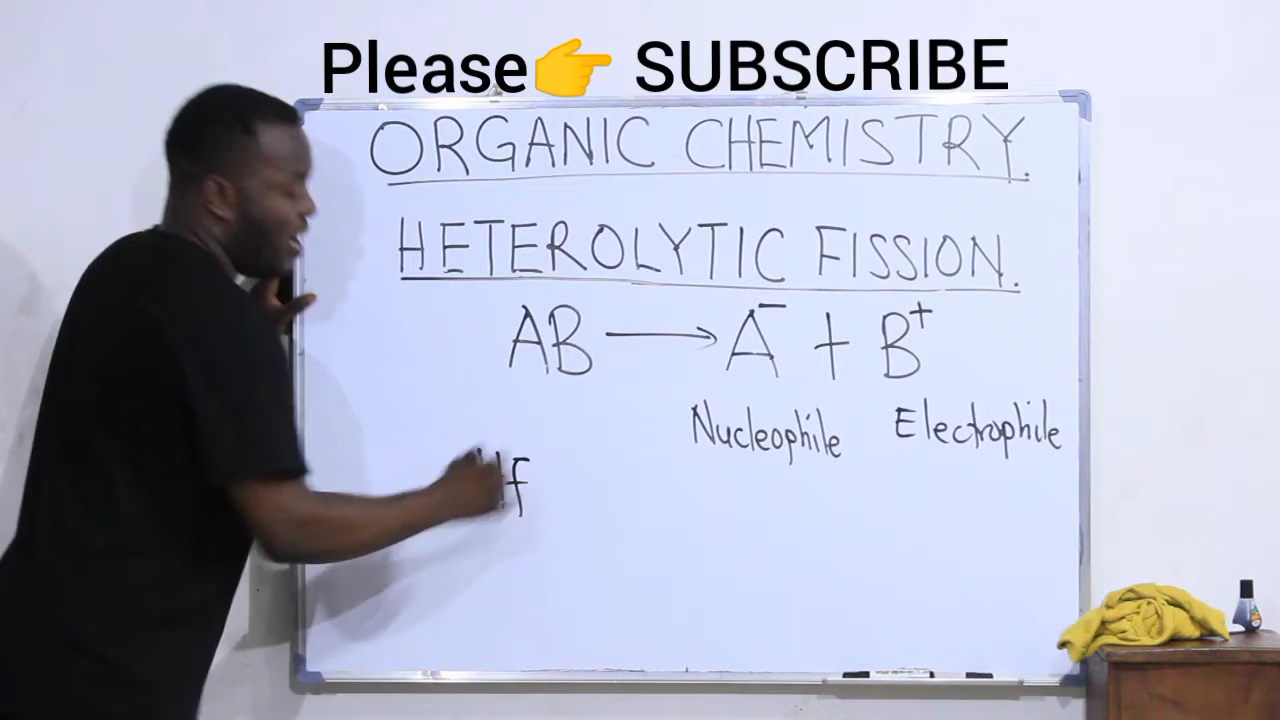 Please👉 SUBSCRIBE
ORGANIC CHEMISTRY.
HETEROLYTIC FISSION.
AB ⟶ A⁻ + B⁺
Nucleophile Electrophile